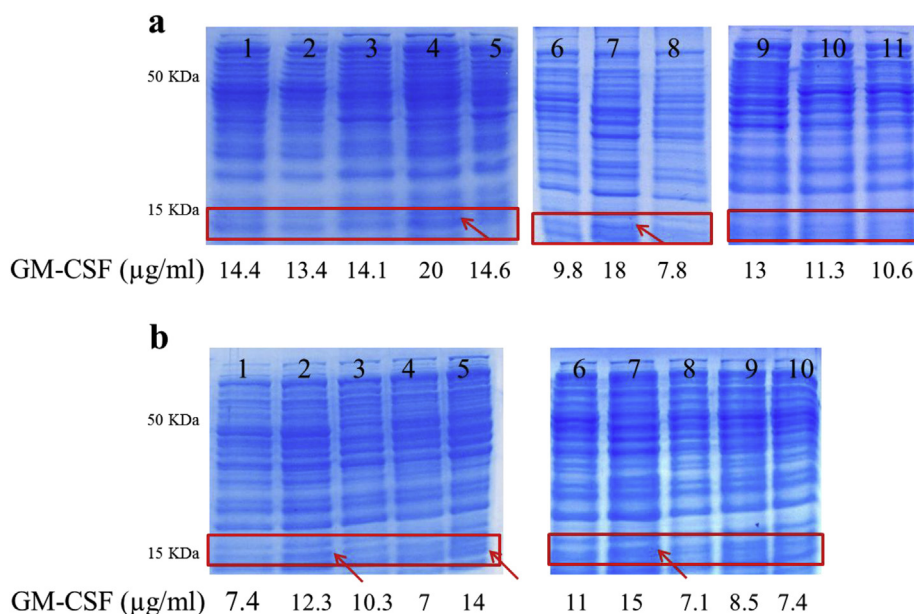 a
1 2 3 4 5 6 7 8 9 10 11
50 KDa
15 KDa
GM-CSF (µg/ml) 14.4 13.4 14.1 20 14.6 9.8 18 7.8 13 11.3 10.6
b
1 2 3 4 5 6 7 8 9 10
50 KDa
15 KDa
GM-CSF (µg/ml) 7.4 12.3 10.3 7 14 11 15 7.1 8.5 7.4